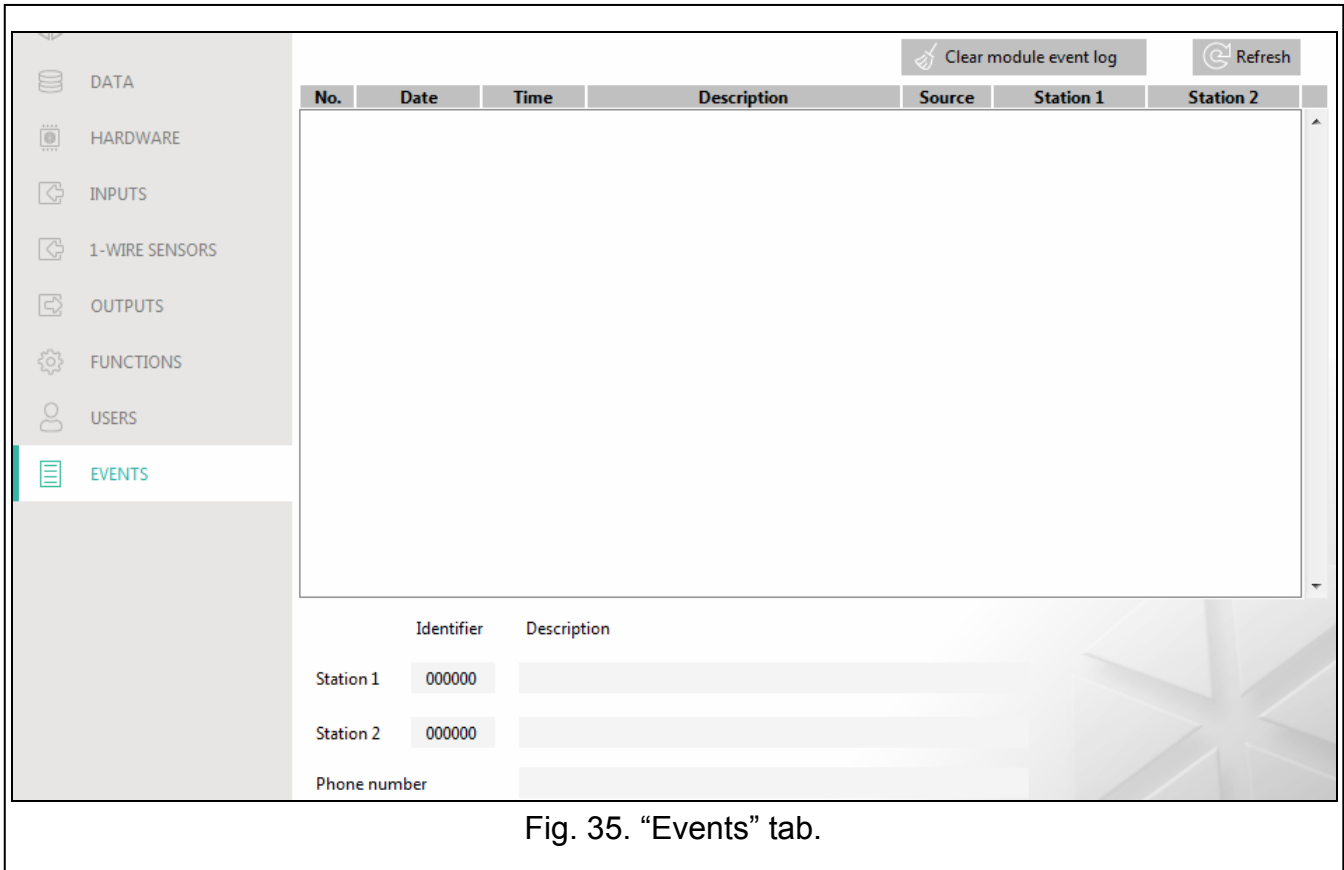 Clear module event log
Refresh
No. Date Time Description Source Station 1 Station 2
DATA
HARDWARE
INPUTS
1-WIRE SENSORS
OUTPUTS
FUNCTIONS
USERS
EVENTS
Identifier Description
Station 1 000000
Station 2 000000
Phone number
Fig. 35. “Events” tab.